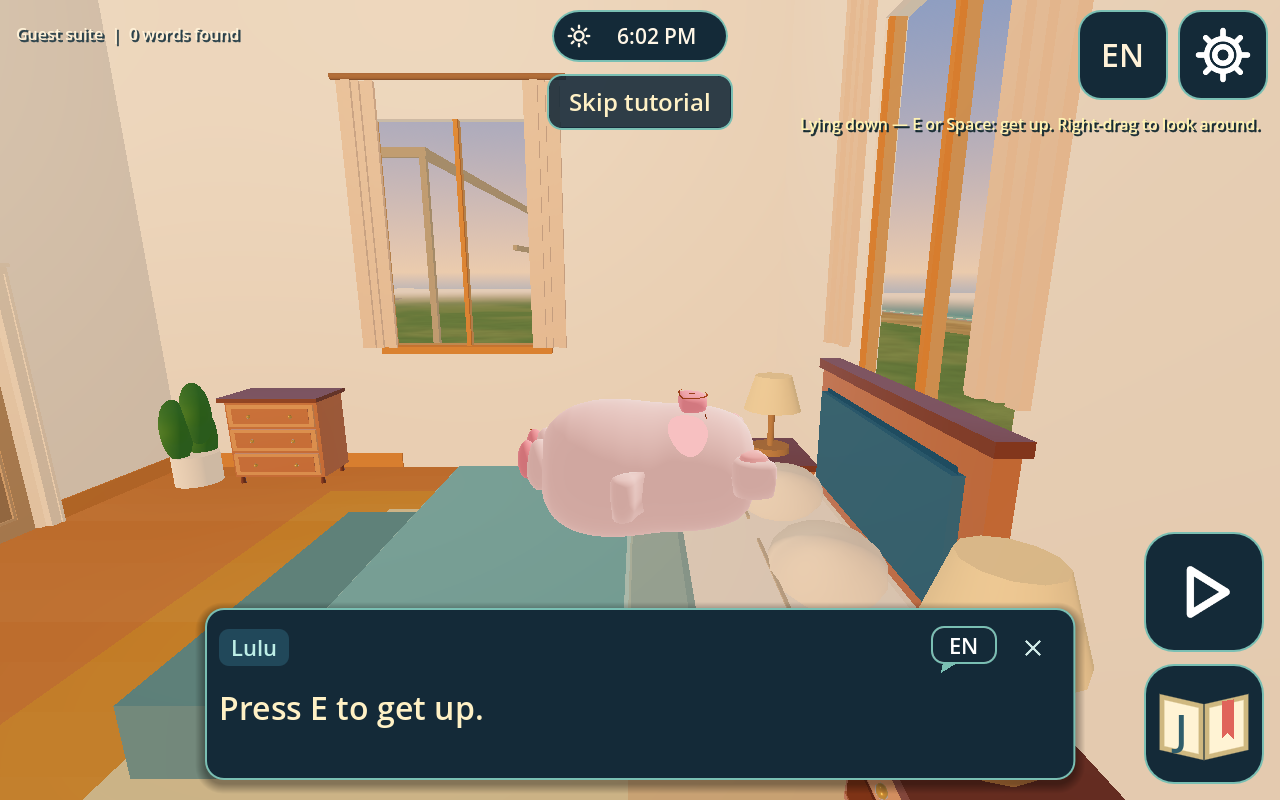 Guest suite | 0 words found
6:02 PM
EN
Skip tutorial
Lying down — E or Space: get up. Right-drag to look around.
Lulu
EN
Press E to get up.
J